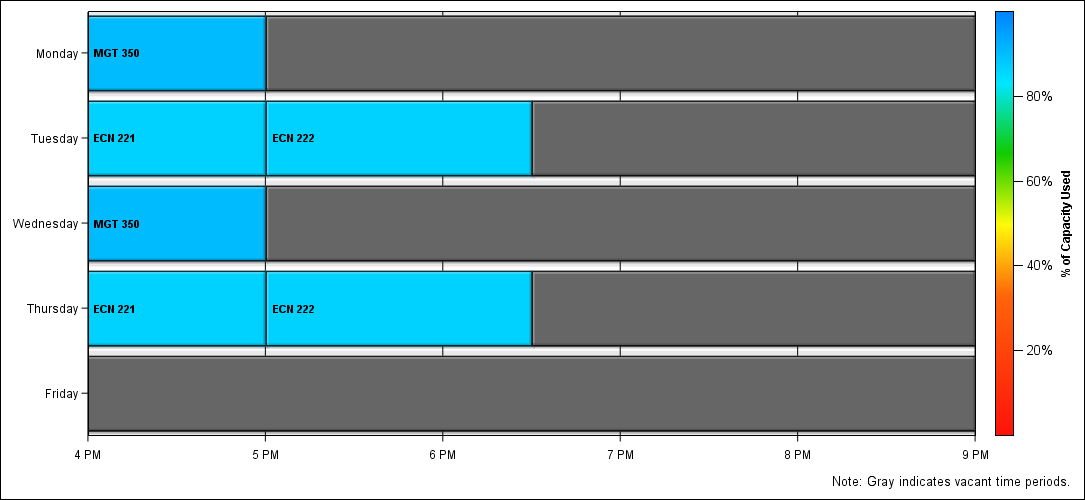 Monday
MGT 350
Tuesday
ECN 221
ECN 222
Wednesday
MGT 350
Thursday
ECN 221
ECN 222
Friday
4 PM
5 PM
6 PM
7 PM
8 PM
9 PM
80%
60%
40%
20%
% of Capacity Used
Note: Gray indicates vacant time periods.